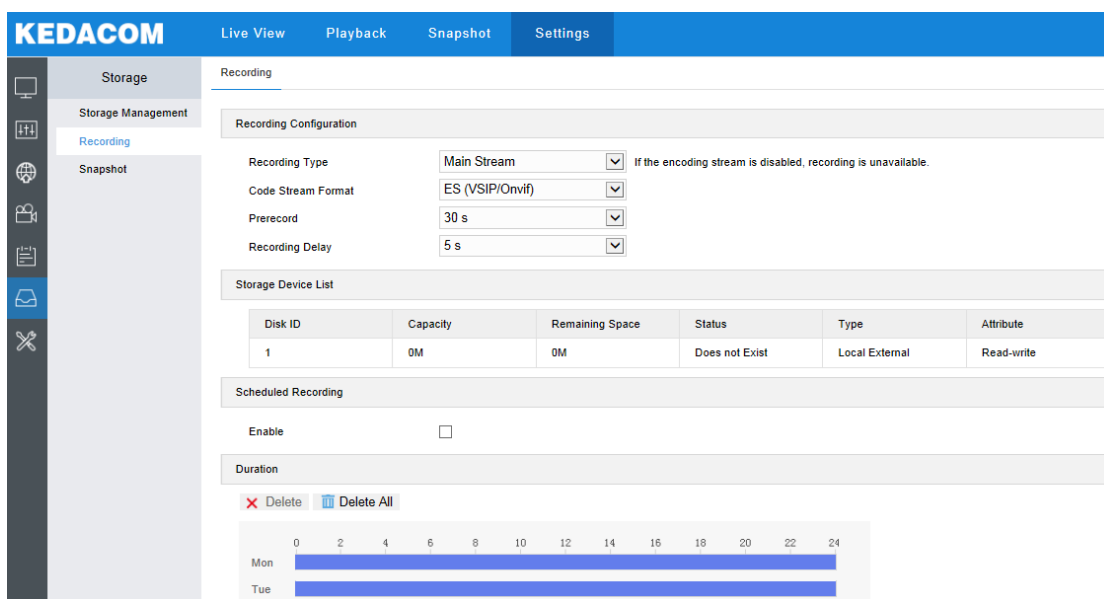 KEDACOM Live View Playback Snapshot Settings
Storage
Storage Management
Recording
Snapshot
Recording
Recording Configuration
Recording Type Main Stream If the encoding stream is disabled, recording is unavailable.
Code Stream Format ES (VSIP/Onvif)
Prerecord 30 s
Recording Delay 5 s
Storage Device List
Disk ID Capacity Remaining Space Status Type Attribute
1 0M 0M Does not Exist Local External Read-write
Scheduled Recording
Enable
Duration
Delete Delete All
0 2 4 6 8 10 12 14 16 18 20 22 24
Mon
Tue